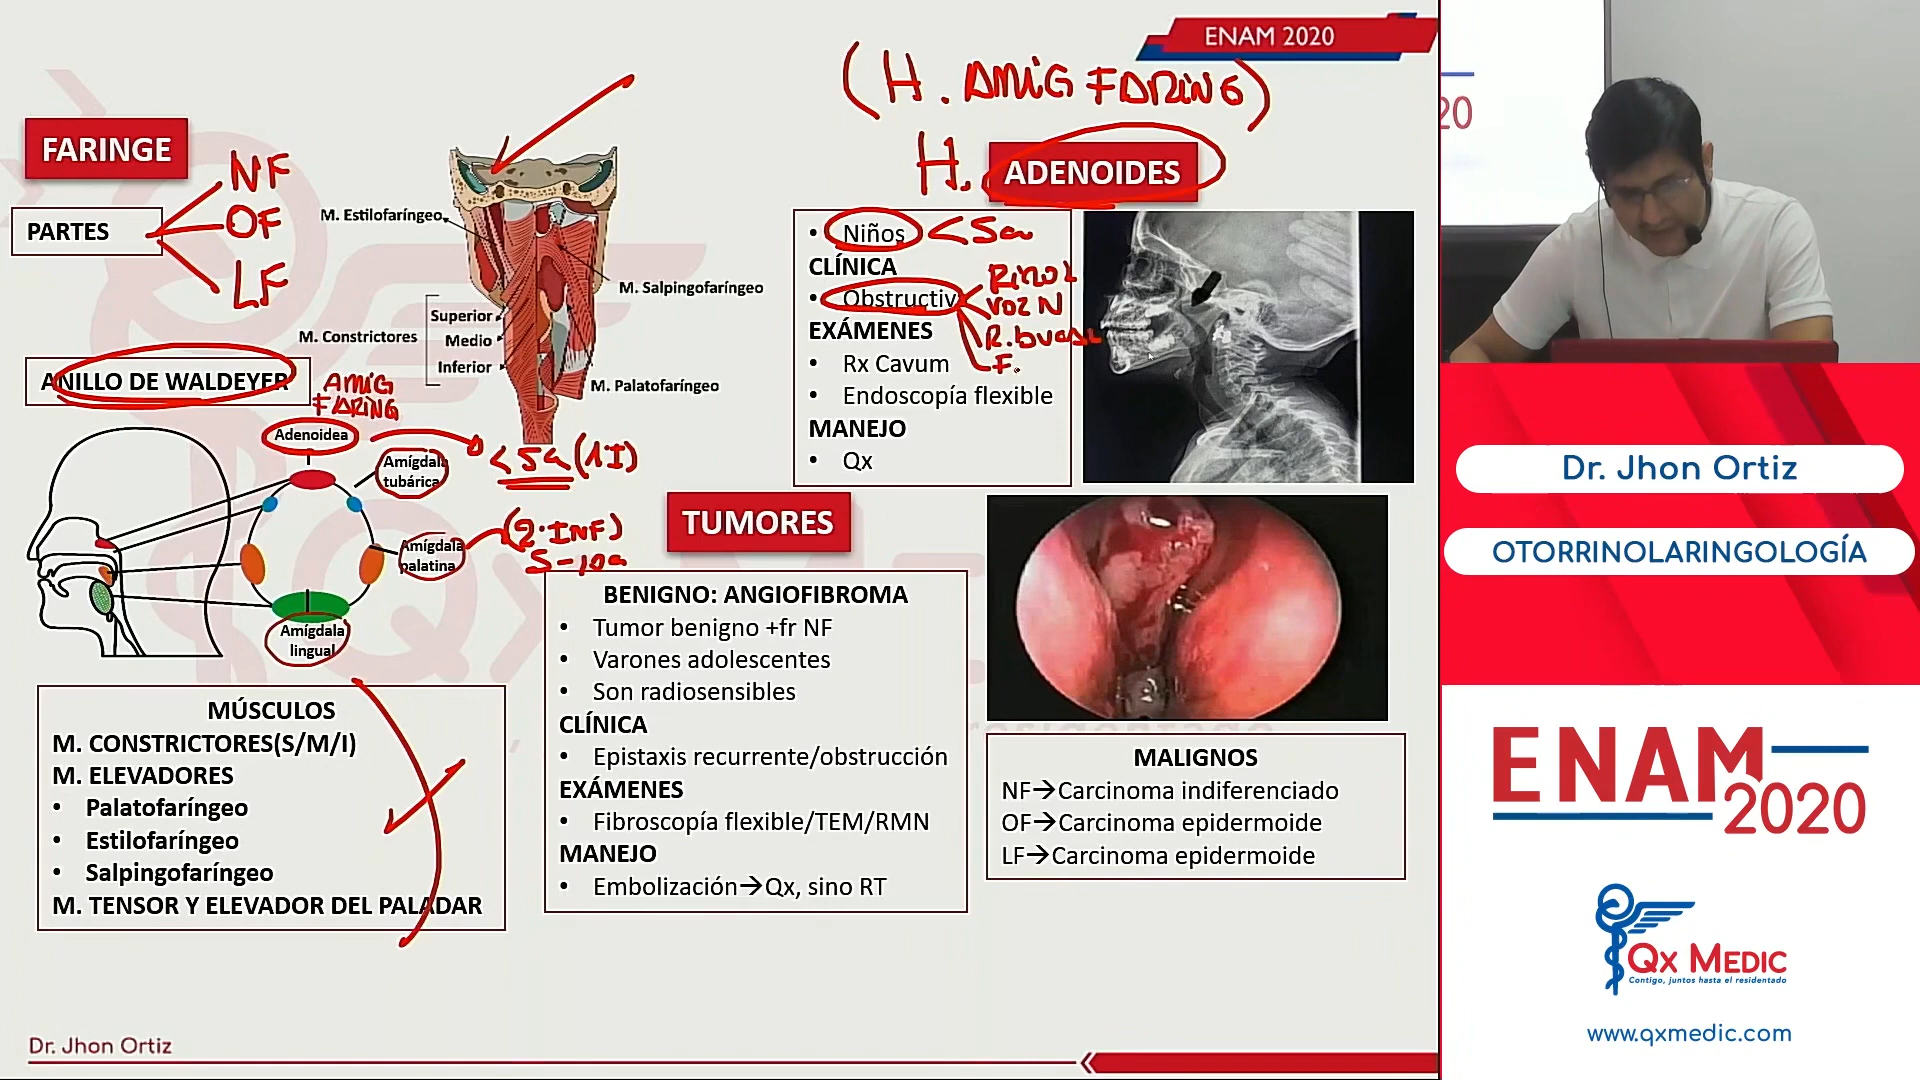 ENAM 2020
(H. AMIG FARING)
FARINGE
NF
OF
LF
PARTES
M. Estilofaríngeo
M. Salpingofaríngeo
M. Constrictores
Superior
Medio
Inferior
M. Palatofaríngeo
ANILLO DE WALDEYER
AMIG
FARING
Adenoidea
<5a (1I)
Amígdala
tubárica
(2·INF)
5-10a
Amígdala
palatina
Amígdala
lingual
MÚSCULOS
M. CONSTRICTORES(S/M/I)
M. ELEVADORES
• Palatofaríngeo
• Estilofaríngeo
• Salpingofaríngeo
M. TENSOR Y ELEVADOR DEL PALADAR
H. ADENOIDES
• Niños <5a
CLÍNICA
• Obstructiv
VOZ N
R. bucal
F.
EXÁMENES
• Rx Cavum
• Endoscopía flexible
MANEJO
• Qx
TUMORES
BENIGNO: ANGIOFIBROMA
• Tumor benigno +fr NF
• Varones adolescentes
• Son radiosensibles
CLÍNICA
• Epistaxis recurrente/obstrucción
EXÁMENES
• Fibroscopía flexible/TEM/RMN
MANEJO
• Embolización→Qx, sino RT
MALIGNOS
NF→Carcinoma indiferenciado
OF→Carcinoma epidermoide
LF→Carcinoma epidermoide
Dr. Jhon Ortiz
20
Dr. Jhon Ortiz
OTORRINOLARINGOLOGÍA
ENAM
2020
Qx MEDIC
Contigo, juntos hasta el residentado
www.qxmedic.com